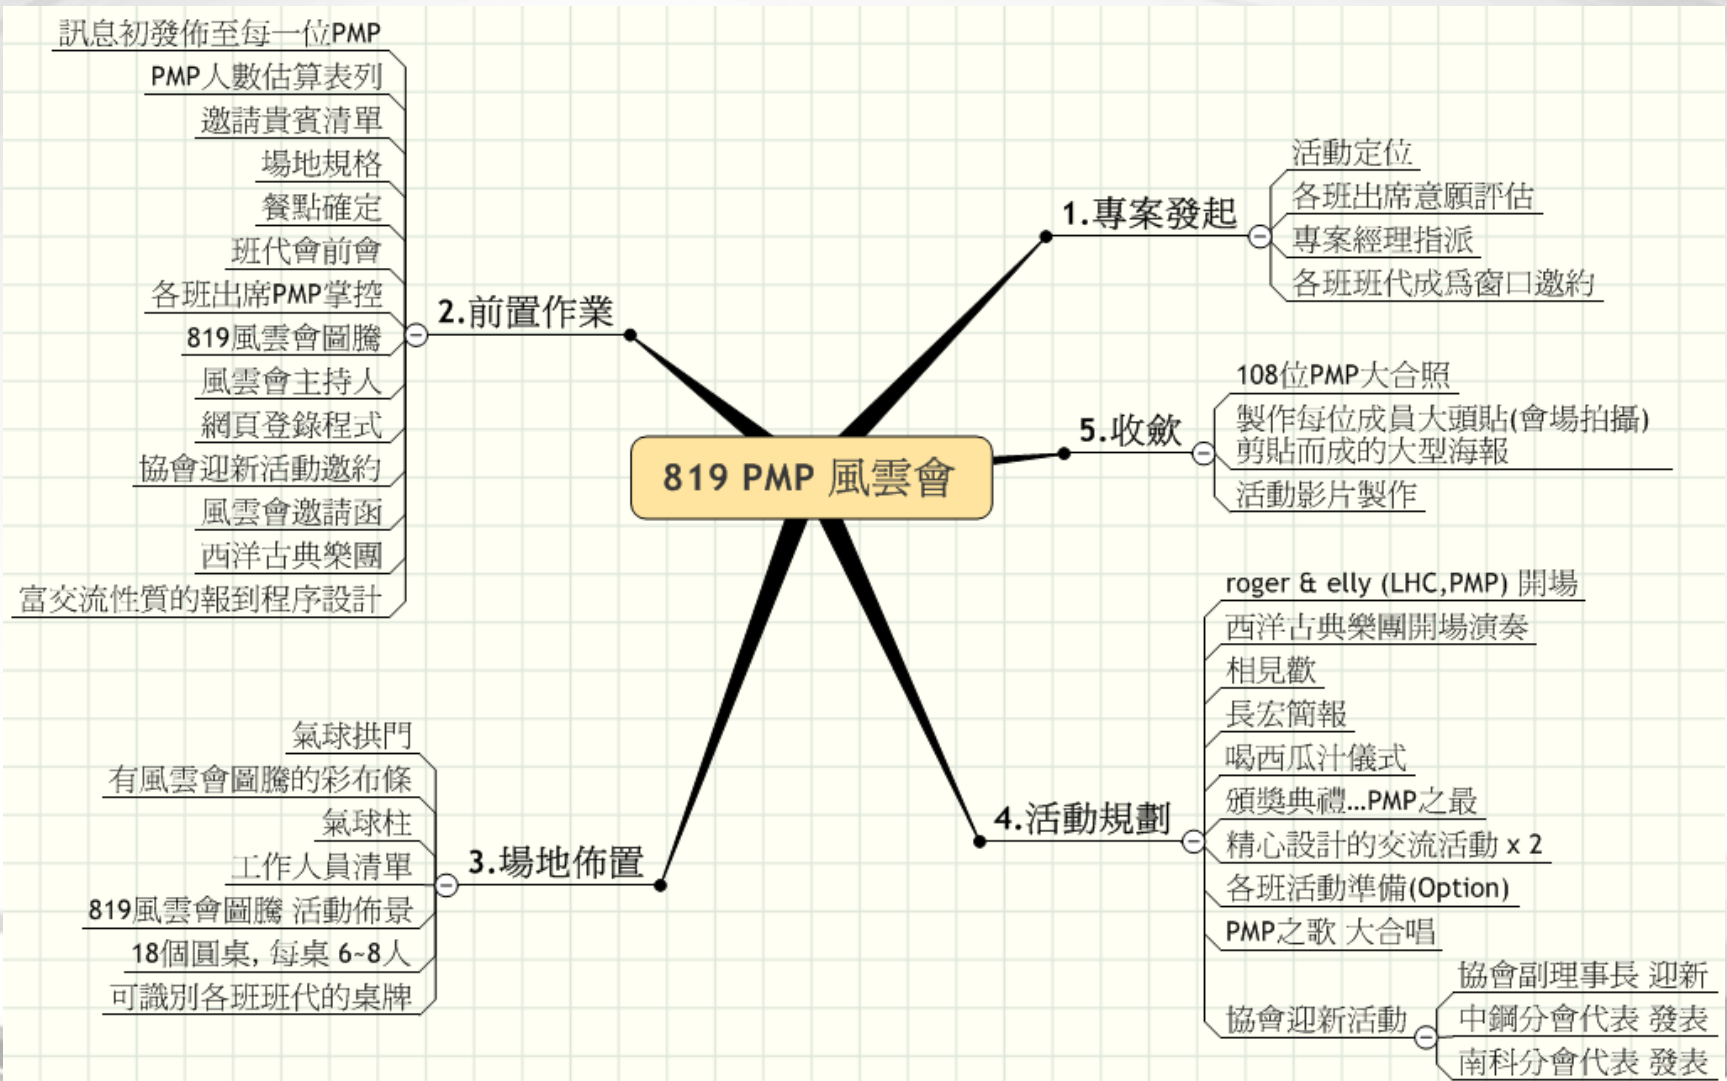 819 PMP 風雲會
1.專案發起
活動定位
各班出席意願評估
專案經理指派
各班班代成為窗口邀約
2.前置作業
訊息初發佈至每一位PMP
PMP人數估算表列
邀請貴賓清單
場地規格
餐點確定
班代會前會
各班出席PMP掌控
819風雲會圖騰
風雲會主持人
網頁登錄程式
協會迎新活動邀約
風雲會邀請函
西洋古典樂團
富交流性質的報到程序設計
3.場地佈置
氣球拱門
有風雲會圖騰的彩布條
氣球柱
工作人員清單
819風雲會圖騰 活動佈景
18個圓桌, 每桌 6~8人
可識別各班班代的桌牌
4.活動規劃
roger & elly (LHC,PMP) 開場
西洋古典樂團開場演奏
相見歡
長宏簡報
喝西瓜汁儀式
頒獎典禮...PMP之最
精心設計的交流活動 x 2
各班活動準備(Option)
PMP之歌 大合唱
協會迎新活動
協會副理事長 迎新
中鋼分會代表 發表
南科分會代表 發表
5.收歛
108位PMP大合照
製作每位成員大頭貼(會場拍攝)
剪貼而成的大型海報
活動影片製作